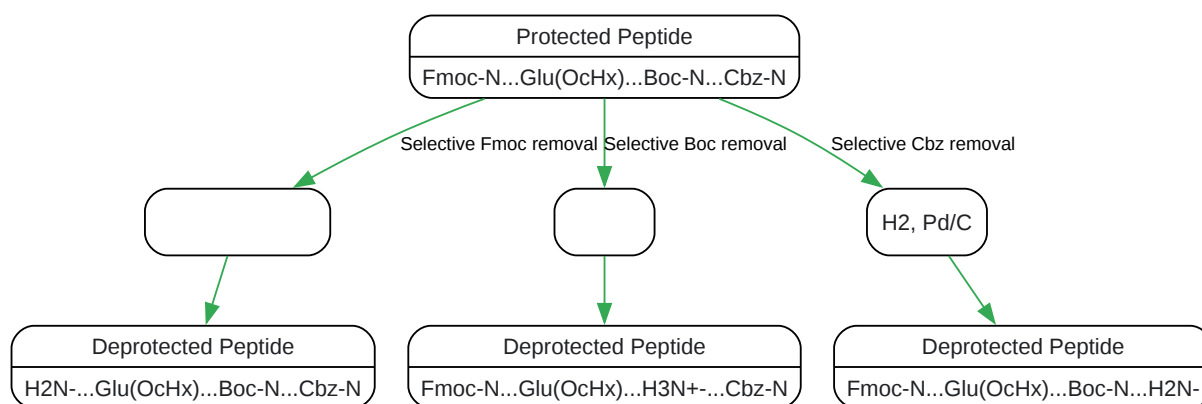 Protected Peptide
Fmoc-N...Glu(OcHx)...Boc-N...Cbz-N
Selective Fmoc removal
Selective Boc removal
Selective Cbz removal
H2, Pd/C
Deprotected Peptide
H2N-...Glu(OcHx)...Boc-N...Cbz-N
Deprotected Peptide
Fmoc-N...Glu(OcHx)...H3N+-...Cbz-N
Deprotected Peptide
Fmoc-N...Glu(OcHx)...Boc-N...H2N-